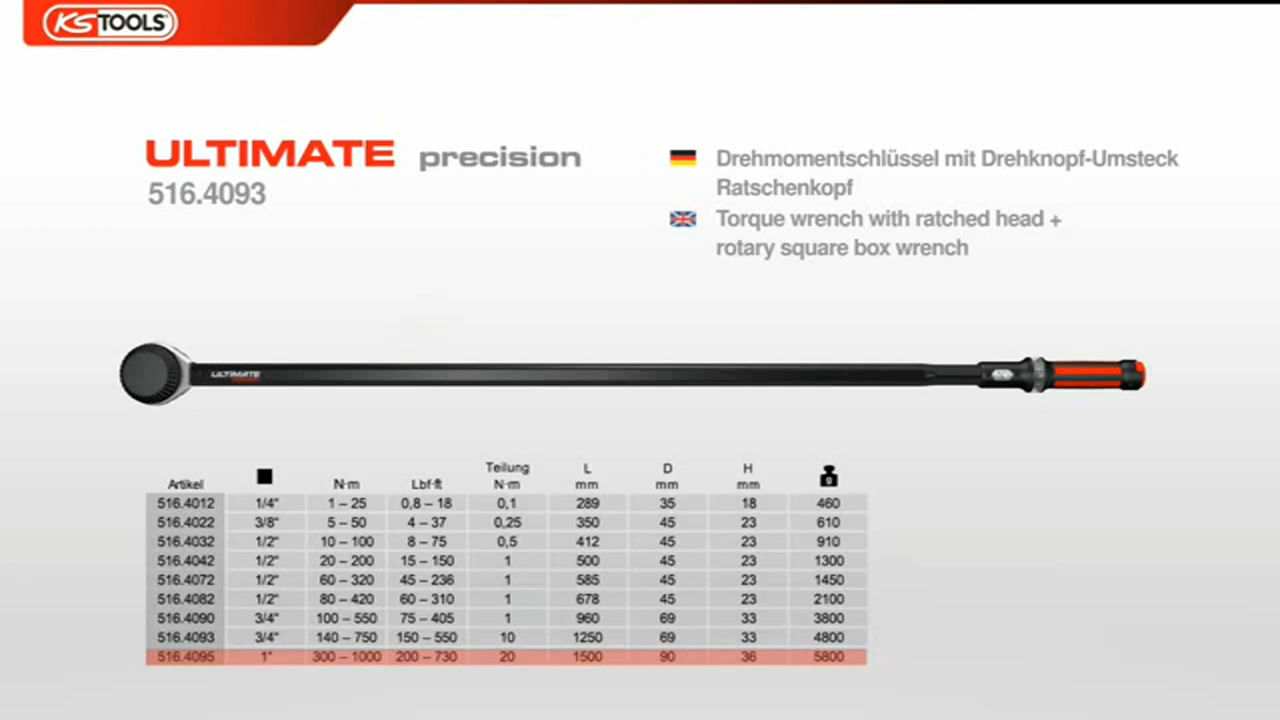 KS TOOLS
ULTIMATE precision
516.4093
Drehmomentschlüssel mit Drehknopf-Umsteck
Ratschenkopf
Torque wrench with ratched head +
rotary square box wrench
ULTIMATE
Artikel N·m Lbf·ft Teilung N·m L mm D mm H mm g
516.4012 1/4" 1 – 25 0,8 – 18 0,1 289 35 18 460
516.4022 3/8" 5 – 50 4 – 37 0,25 350 45 23 610
516.4032 1/2" 10 – 100 8 – 75 0,5 412 45 23 910
516.4042 1/2" 20 – 200 15 – 150 1 500 45 23 1300
516.4072 1/2" 60 – 320 45 – 236 1 585 45 23 1450
516.4082 1/2" 80 – 420 60 – 310 1 678 45 23 2100
516.4090 3/4" 100 – 550 75 – 405 1 960 69 33 3800
516.4093 3/4" 140 – 750 150 – 550 10 1250 69 33 4800
516.4095 1" 300 – 1000 200 – 730 20 1500 90 36 5800